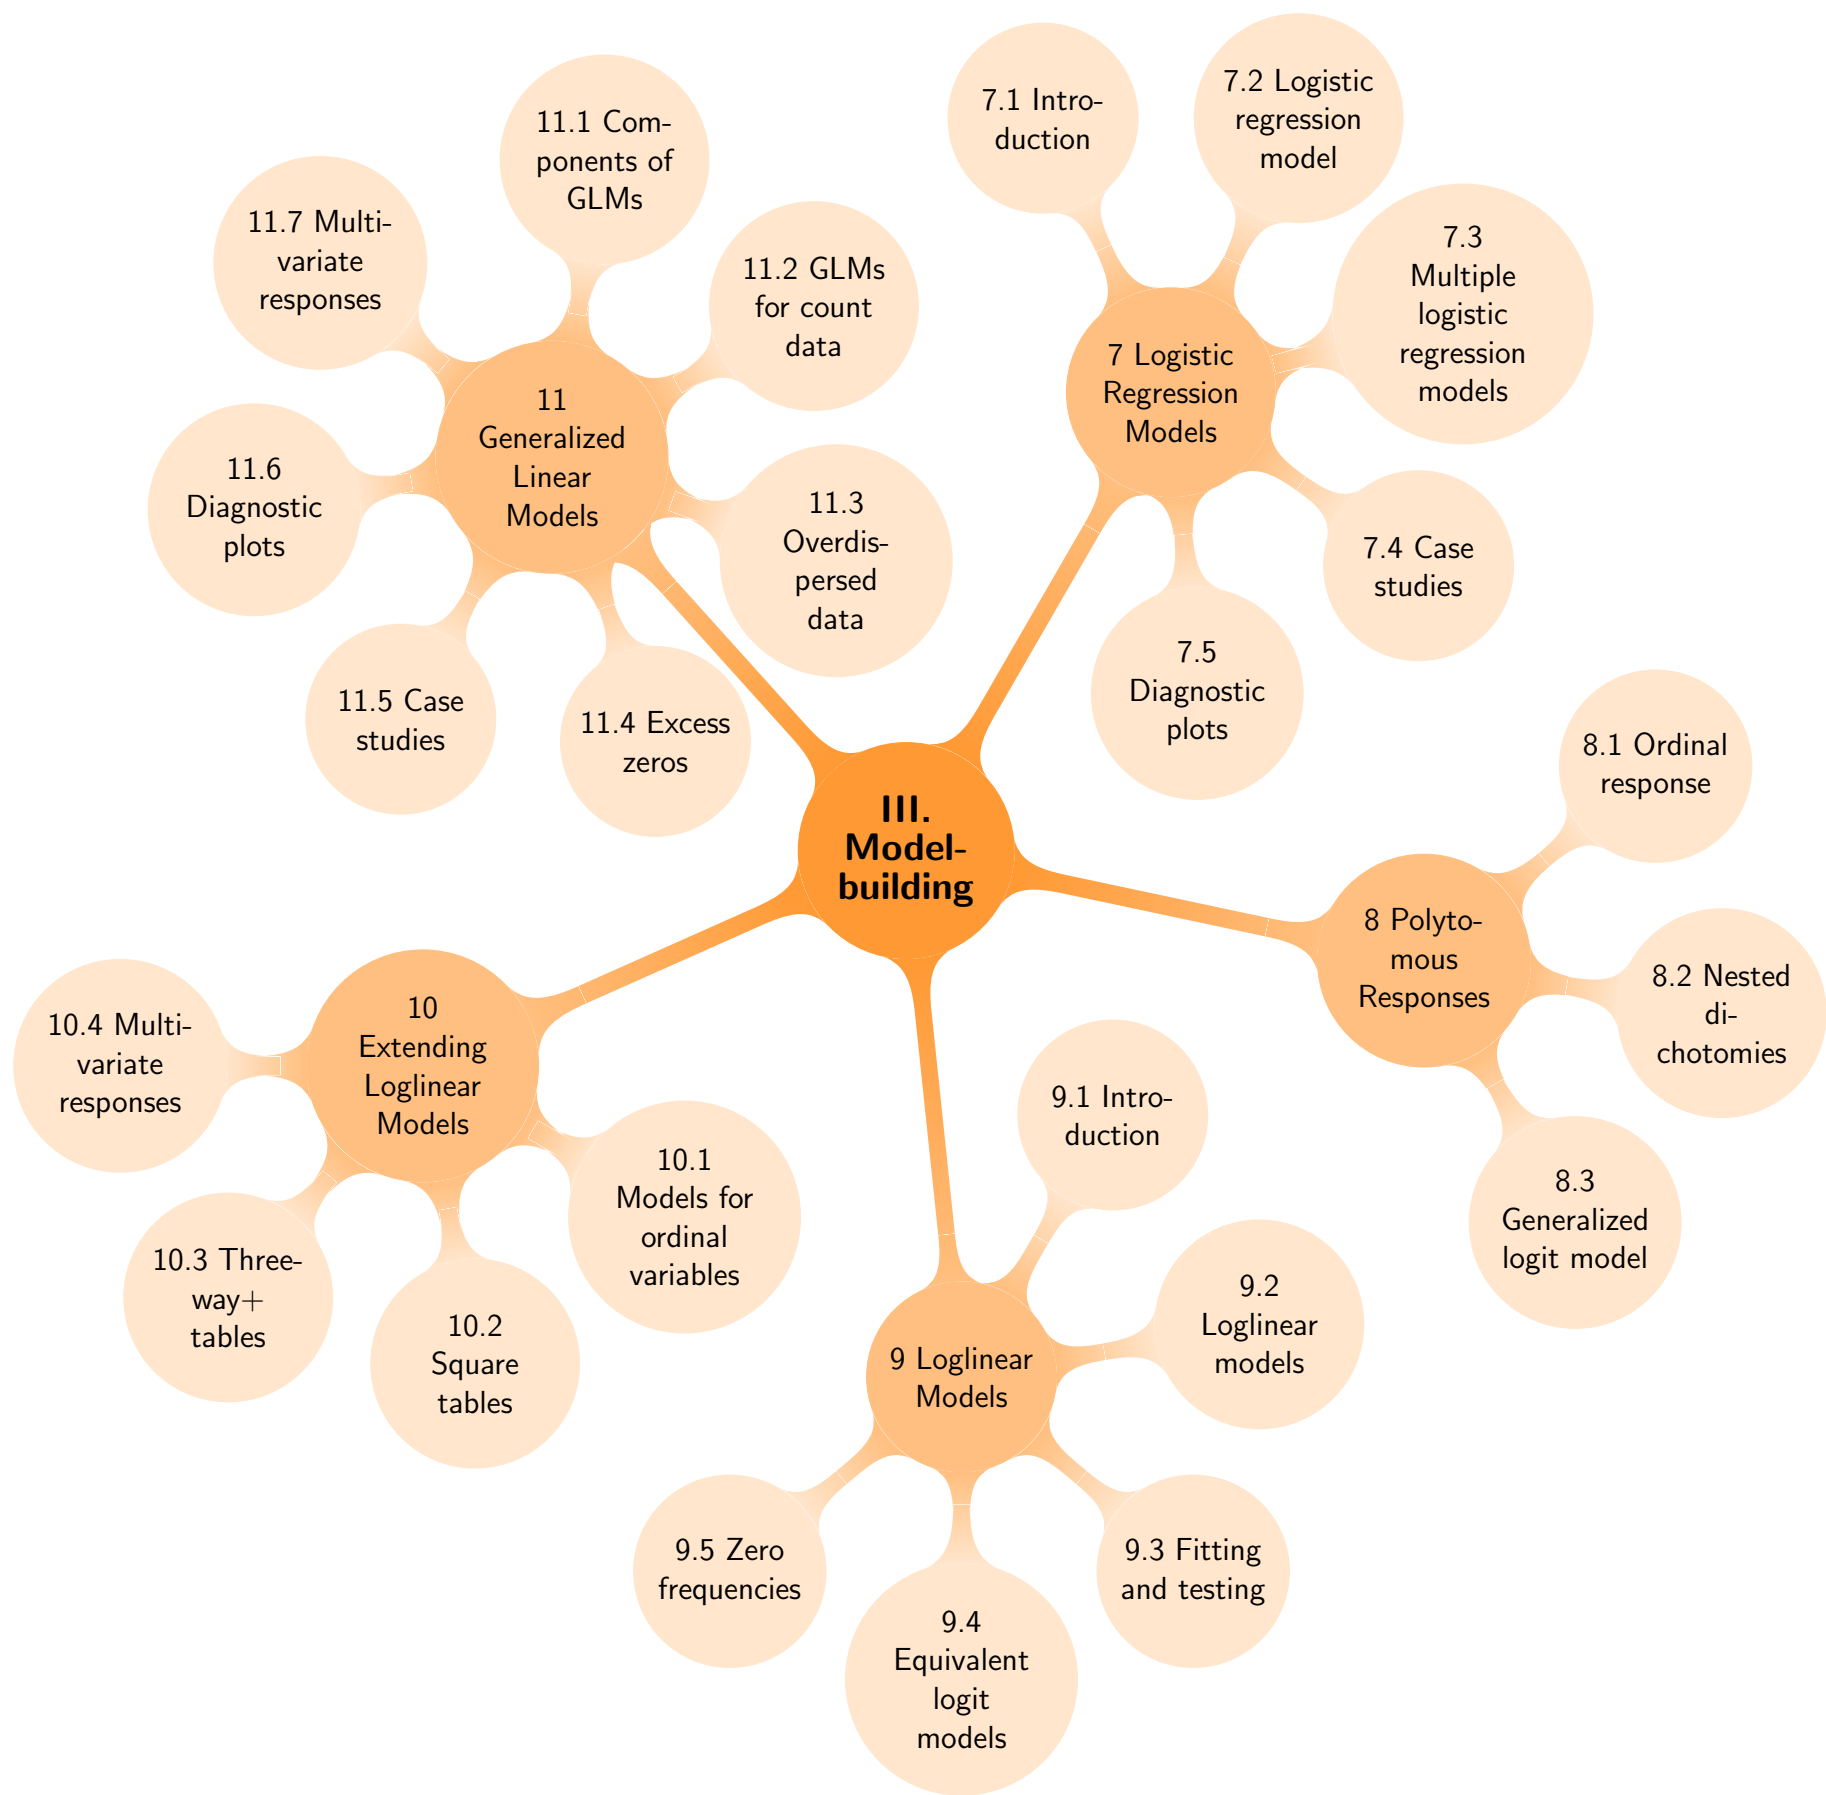 III.
Model-
building
7 Logistic
Regression
Models
7.1 Intro-
duction
7.2 Logistic
regression
model
7.3
Multiple
logistic
regression
models
7.4 Case
studies
7.5
Diagnostic
plots
8 Polyto-
mous
Responses
8.1 Ordinal
response
8.2 Nested
di-
chotomies
8.3
Generalized
logit model
9 Loglinear
Models
9.1 Intro-
duction
9.2
Loglinear
models
9.3 Fitting
and testing
9.4
Equivalent
logit
models
9.5 Zero
frequencies
10
Extending
Loglinear
Models
10.1
Models for
ordinal
variables
10.2
Square
tables
10.3 Three-
way+
tables
10.4 Multi-
variate
responses
11
Generalized
Linear
Models
11.1 Com-
ponents of
GLMs
11.2 GLMs
for count
data
11.3
Overdis-
persed
data
11.4 Excess
zeros
11.5 Case
studies
11.6
Diagnostic
plots
11.7 Multi-
variate
responses